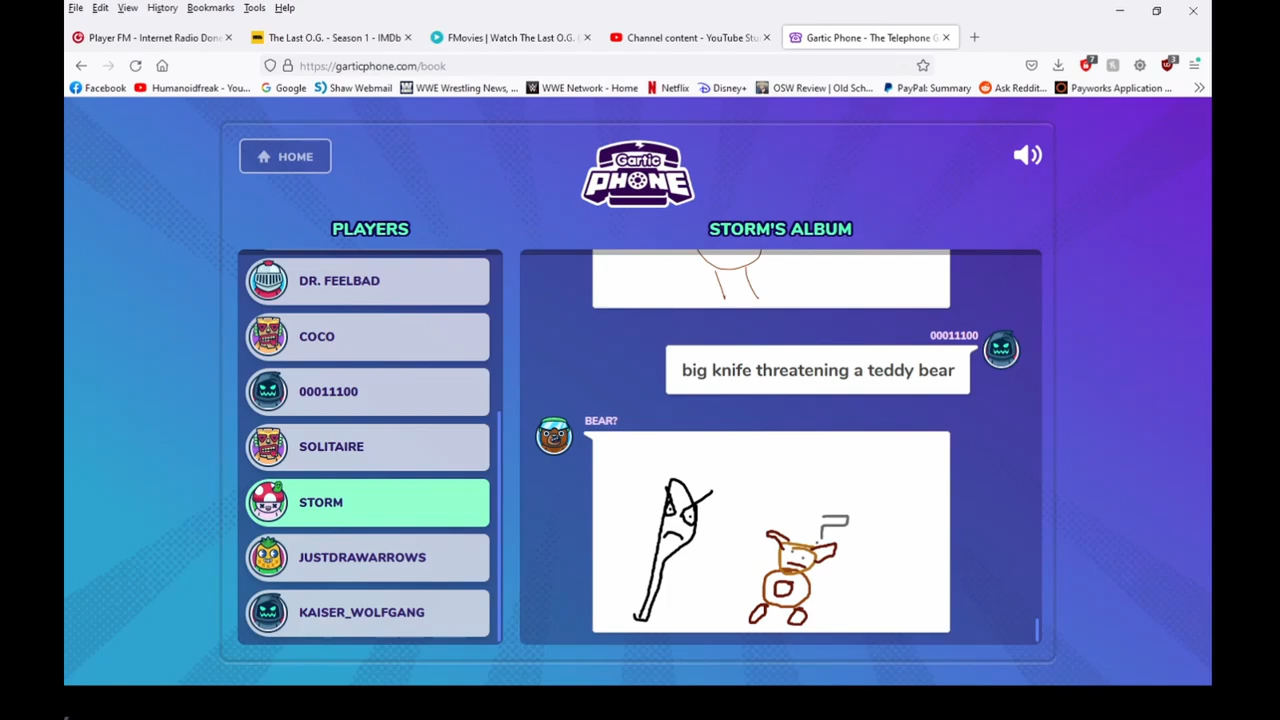 File Edit View History Bookmarks Tools Help
Player FM - Internet Radio Done
The Last O.G. - Season 1 - IMDb
FMovies | Watch The Last O.G. (
Channel content - YouTube Stu
Gartic Phone - The Telephone G
https://garticphone.com/book
7
3
Facebook
Humanoidfreak - You...
Google
Shaw Webmail
WWE Wrestling News, ...
WWE Network - Home
Netflix
Disney+
OSW Review | Old Sch...
PayPal: Summary
Ask Reddit...
Payworks Application ...
HOME
Gartic
PHONE
PLAYERS
STORM'S ALBUM
DR. FEELBAD
COCO
00011100
SOLITAIRE
STORM
JUSTDRAWARROWS
KAISER_WOLFGANG
00011100
big knife threatening a teddy bear
BEAR?